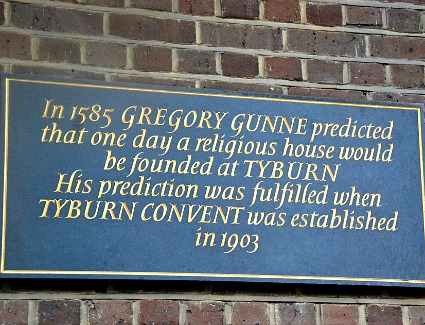 In 1585 GREGORY GUNNE predicted
that one day a religious house would
be founded at TYBURN
His prediction was fulfilled when
TYBURN CONVENT was established
in 1903